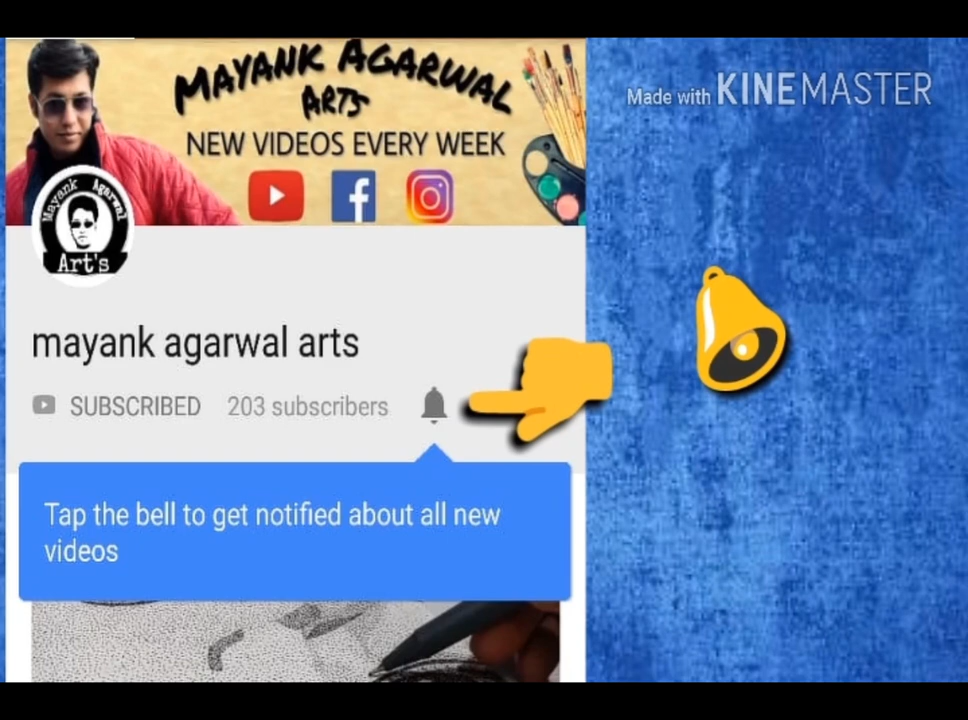 MAYANK AGARWAL
ARTS
NEW VIDEOS EVERY WEEK
Made with KINEMASTER
Mayank Agarwal
Art's
mayank agarwal arts
SUBSCRIBED 203 subscribers
Tap the bell to get notified about all new
videos